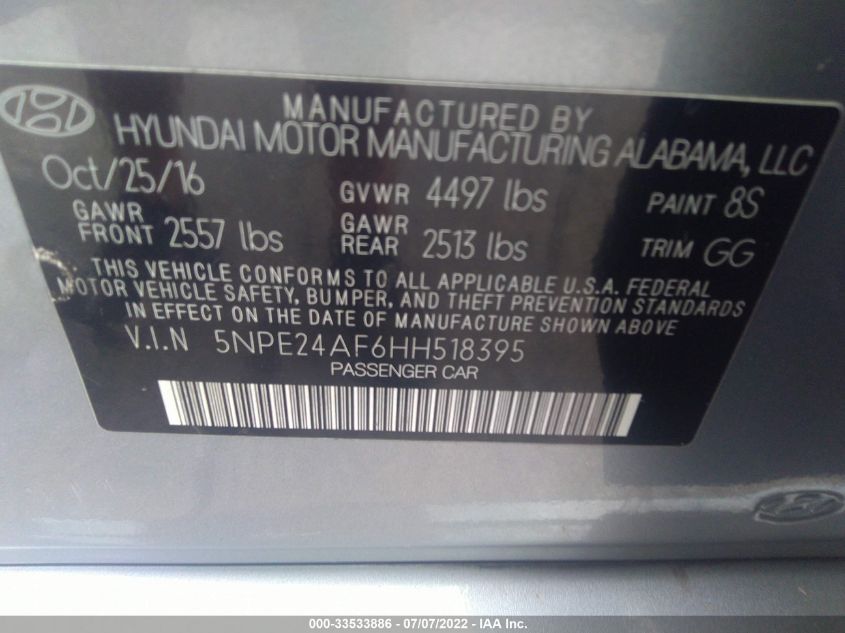 MANUFACTURED BY
HYUNDAI MOTOR MANUFACTURING ALABAMA, LLC
Oct/25/16 GVWR 4497 lbs PAINT 8S
GAWR FRONT 2557 lbs GAWR REAR 2513 lbs TRIM GG
THIS VEHICLE CONFORMS TO ALL APPLICABLE U.S.A. FEDERAL
MOTOR VEHICLE SAFETY, BUMPER, AND THEFT PREVENTION STANDARDS
IN EFFECT ON THE DATE OF MANUFACTURE SHOWN ABOVE
V.I.N 5NPE24AF6HH518395
PASSENGER CAR
000-33533886 - 07/07/2022 - IAA Inc.